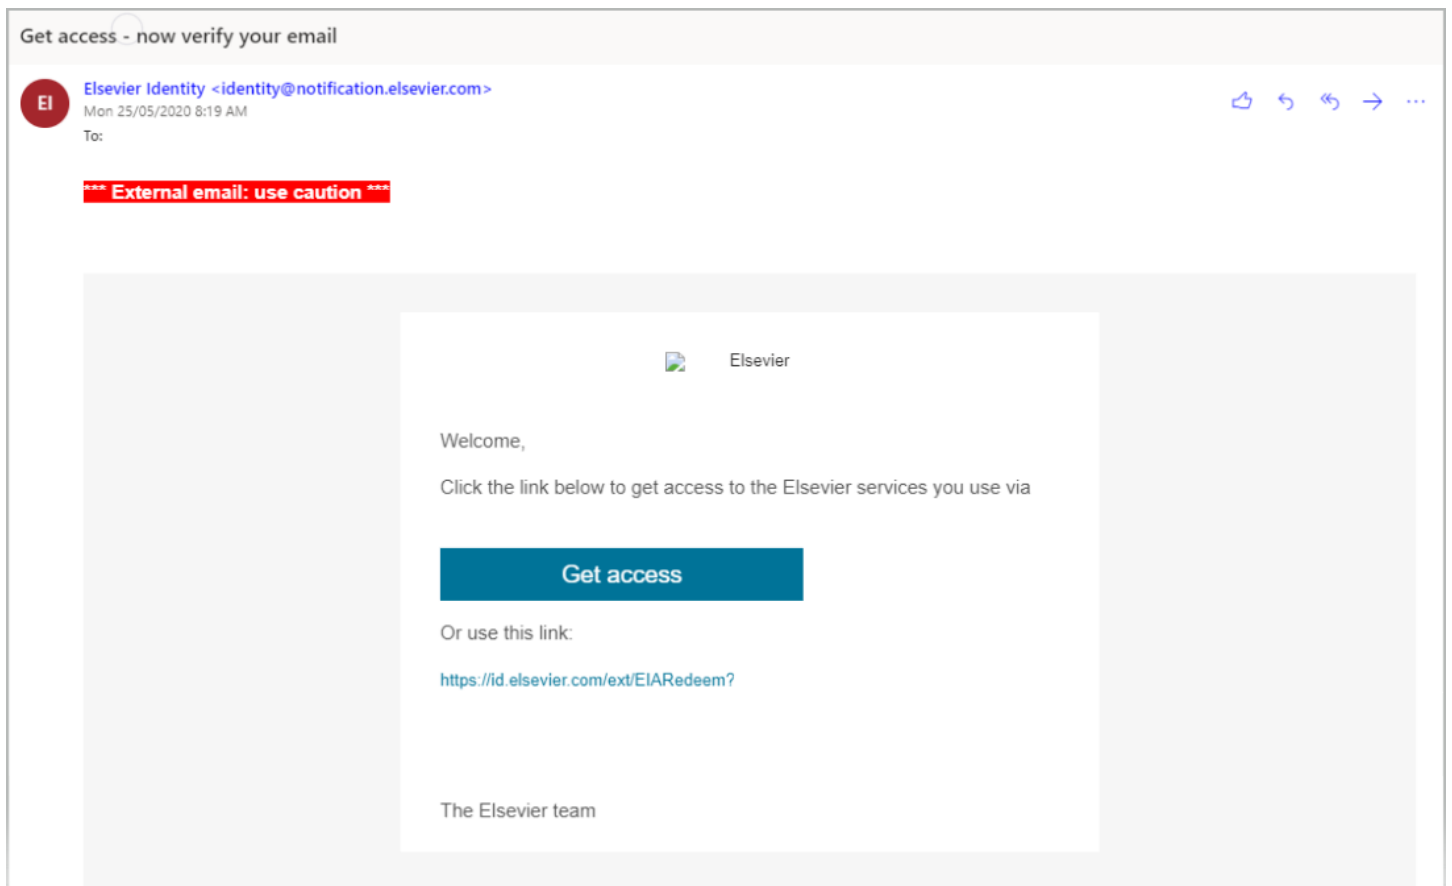 Get access - now verify your email
EI
Elsevier Identity <identity@notification.elsevier.com>
Mon 25/05/2020 8:19 AM
To:
*** External email: use caution ***
Elsevier
Welcome,
Click the link below to get access to the Elsevier services you use via
Get access
Or use this link:
https://id.elsevier.com/ext/EIARedeem?
The Elsevier team